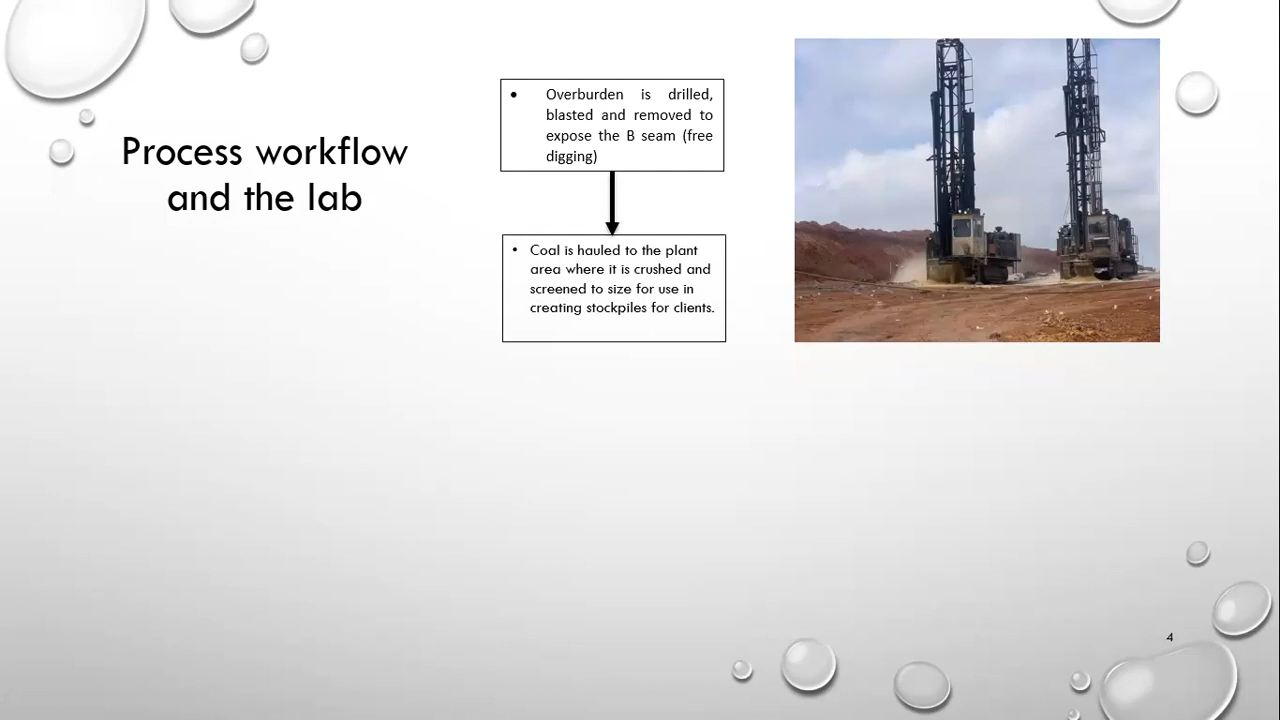 Process workflow
and the lab
• Overburden is drilled,
blasted and removed to
expose the B seam (free
digging)
• Coal is hauled to the plant
area where it is crushed and
screened to size for use in
creating stockpiles for clients.
4